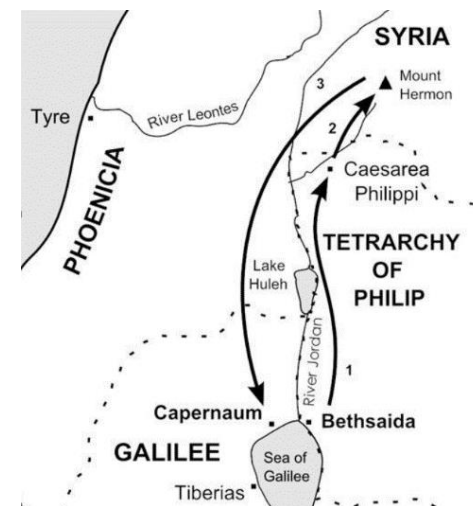 SYRIA
3
Mount
Hermon
Tyre
River Leontes
2
Caesarea
Philippi
PHOENICIA
TETRARCHY
OF
PHILIP
Lake
Huleh
River Jordan
1
Capernaum
Bethsaida
GALILEE
Sea of
Galilee
Tiberias